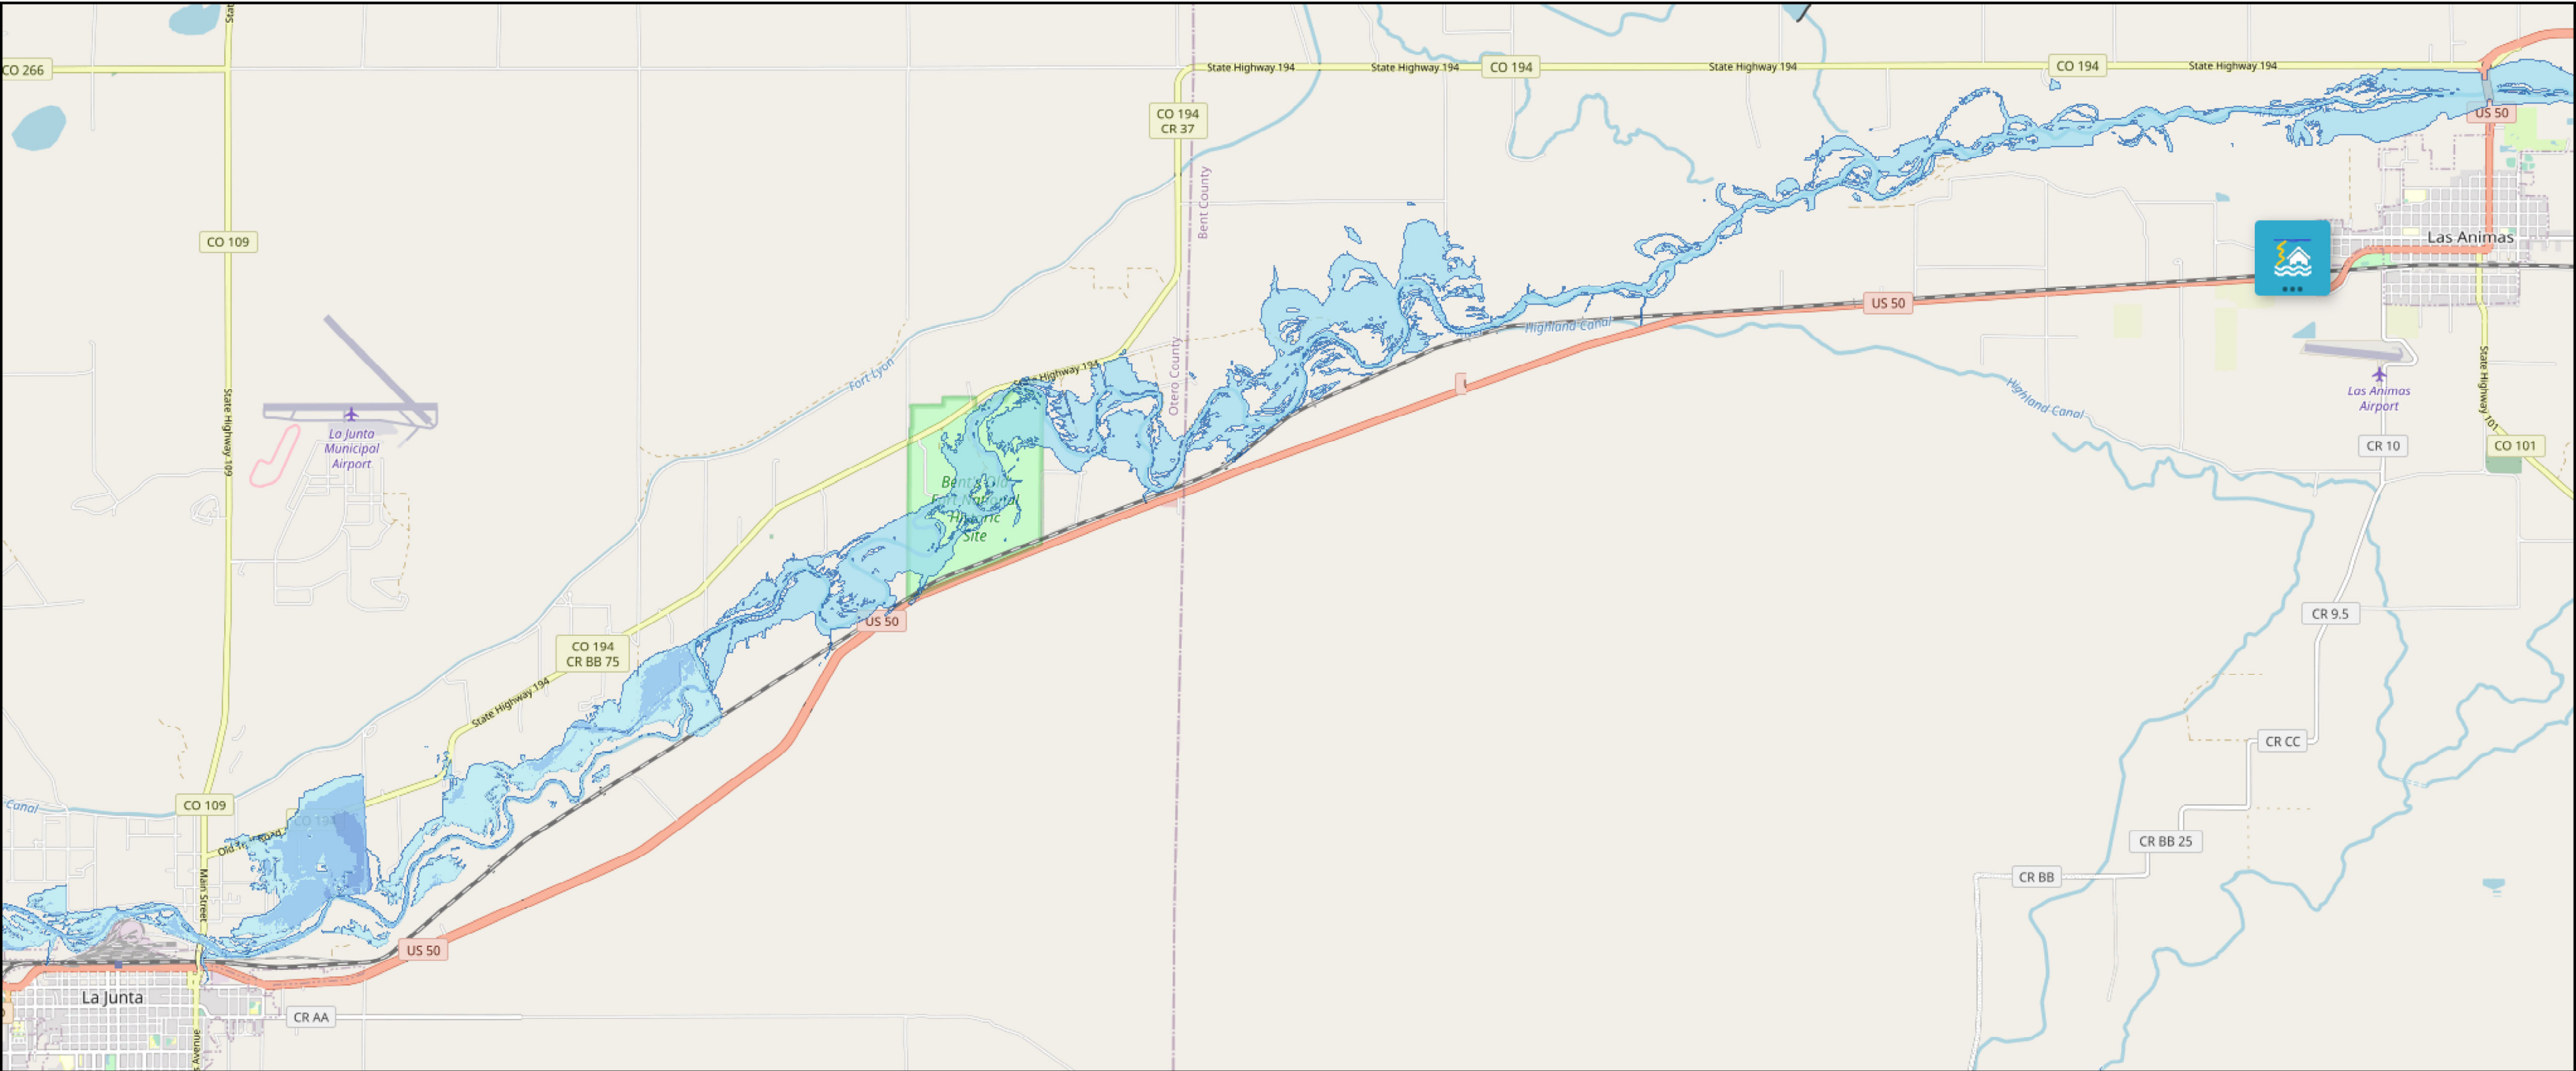 State
CO 266
State Highway 194
State Highway 194
CO 194
State Highway 194
CO 194
State Highway 194
US 50
CO 194
CR 37
Bent County
CO 109
Las Animas
US 50
Highland Canal
State Highway 194
Fort Lyon
Otero County
State Highway 109
La Junta
Municipal
Airport
Highland Canal
Las Animas
Airport
State Highway 101
CR 10
CO 101
Bent's Old
Fort National
Historic
Site
US 50
CR 9.5
CO 194
CR BB 75
State Highway 194
CR CC
Canal
CO 109
CR BB 25
Main Street
CR BB
US 50
La Junta
CR AA